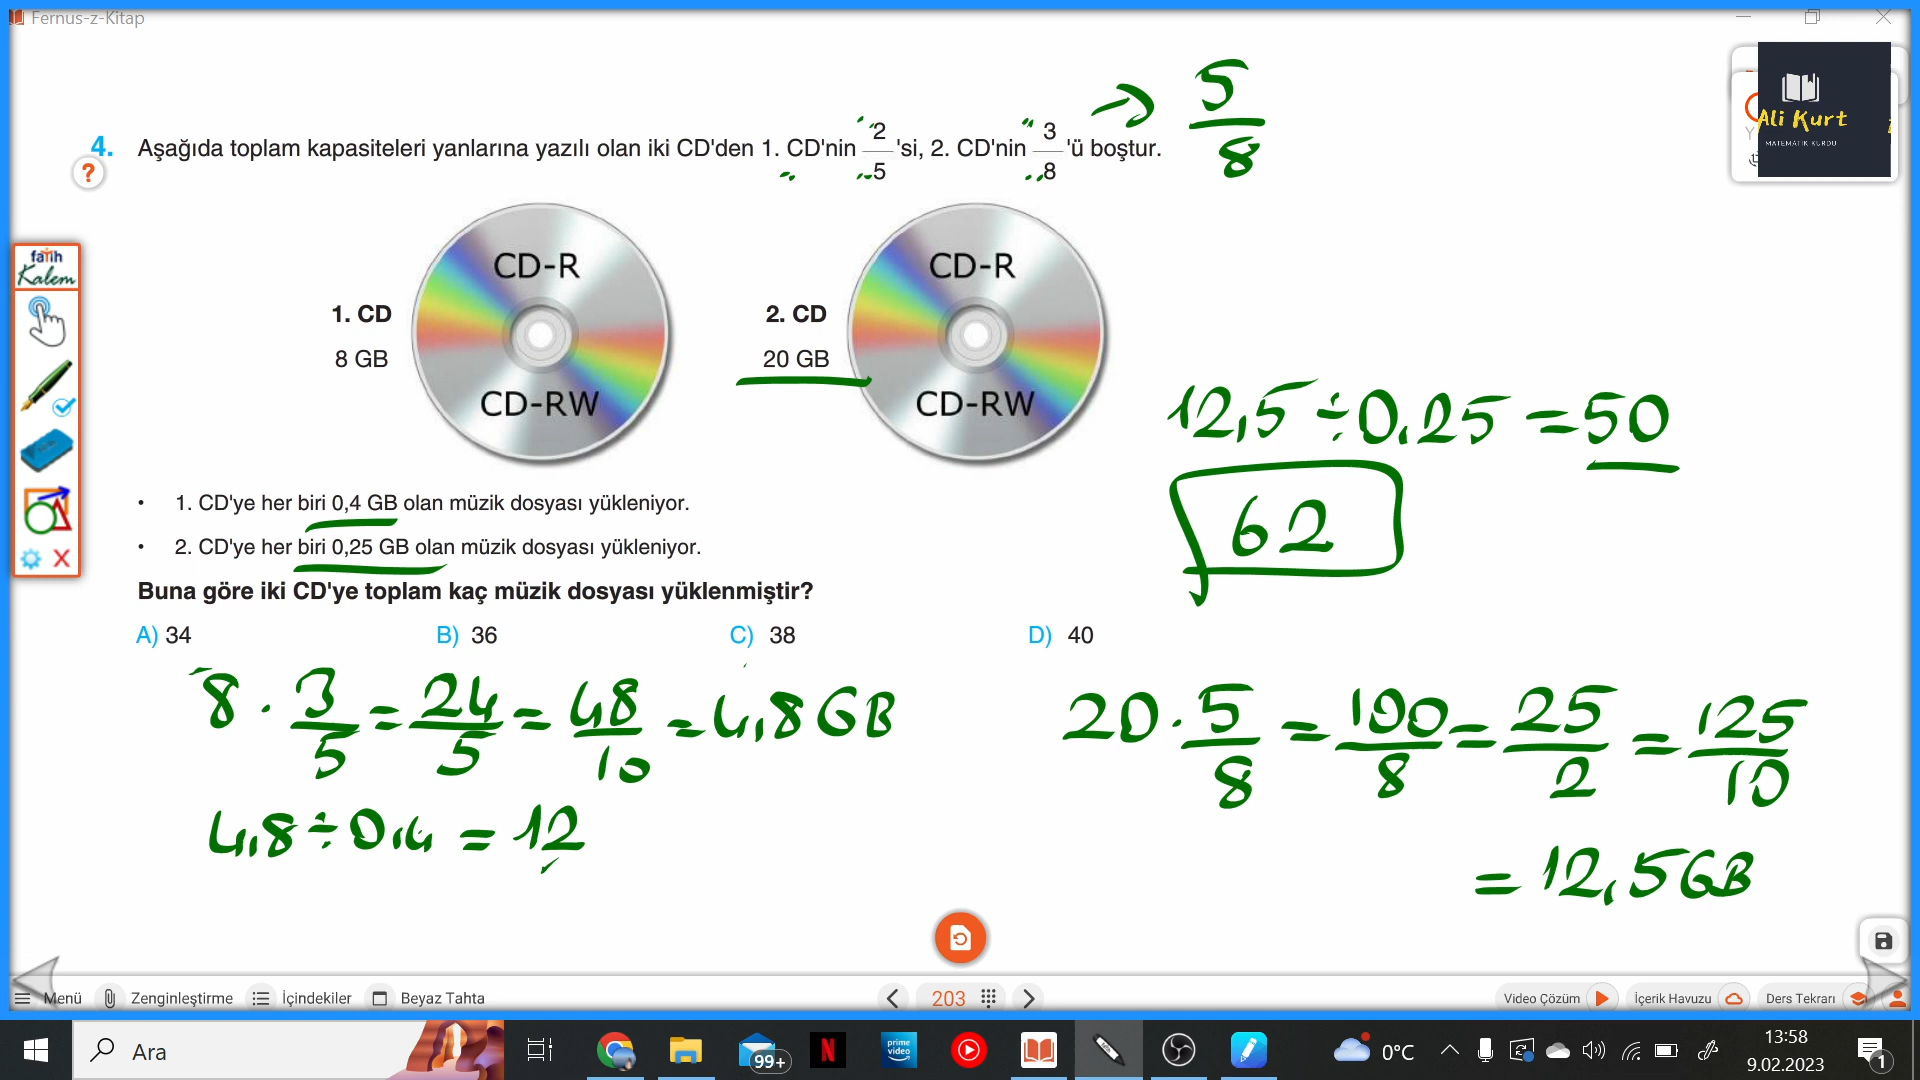 Fernus-z-Kitap
Ali Kurt
MATEMATİK KURDU
4. Aşağıda toplam kapasiteleri yanlarına yazılı olan iki CD'den 1. CD'nin 2/5 'si, 2. CD'nin 3/8 'ü boştur.
→ 5/8
?
fatih
Kalem
CD-R
CD-RW
1. CD
8 GB
CD-R
CD-RW
2. CD
20 GB
12,5 ÷ 0,25 = 50
62
• 1. CD'ye her biri 0,4 GB olan müzik dosyası yükleniyor.
• 2. CD'ye her biri 0,25 GB olan müzik dosyası yükleniyor.
Buna göre iki CD'ye toplam kaç müzik dosyası yüklenmiştir?
A) 34 B) 36 C) 38 D) 40
8 · 3/5 = 24/5 = 48/10 = 4,8 GB
4,8 ÷ 0,4 = 12
20 · 5/8 = 100/8 = 25/2 = 125/10
= 12,5 GB
Menü Zenginleştirme İçindekiler Beyaz Tahta 203 Video Çözüm İçerik Havuzu Ders Tekrarı
Ara
99+
N
prime video
0°C
13:58
9.02.2023
1